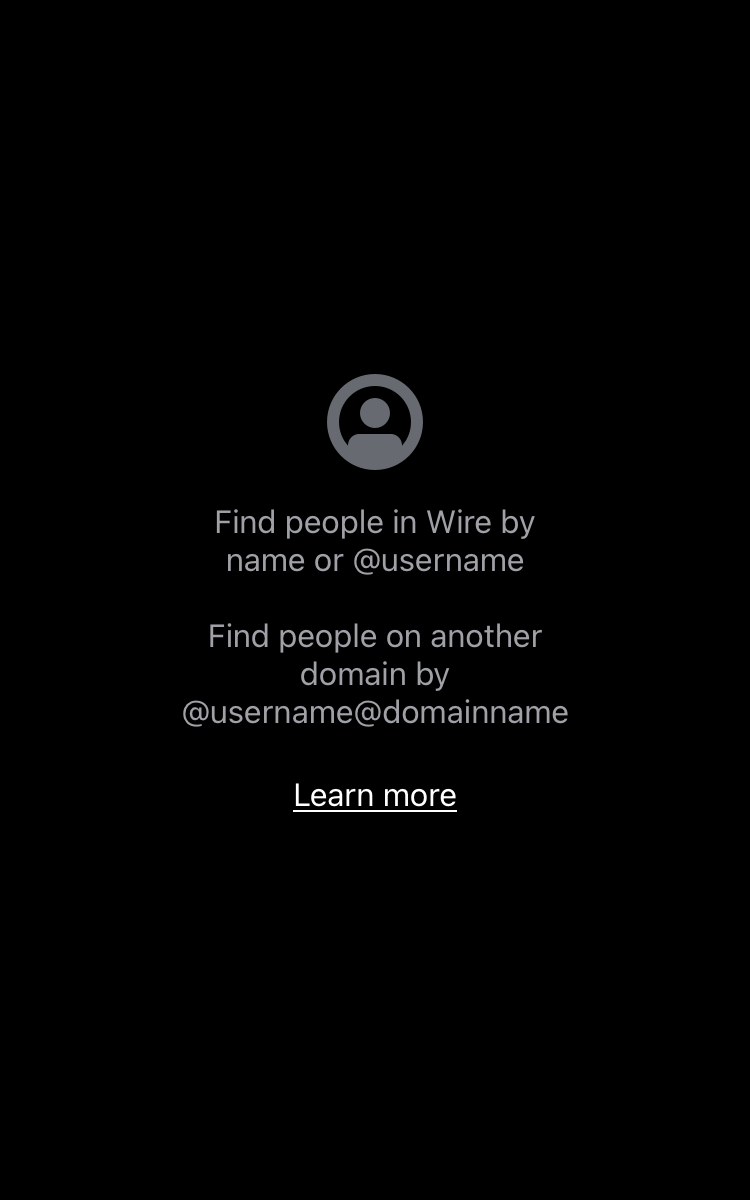 Find people in Wire by
name or @username
Find people on another
domain by
@username@domainname
Learn more